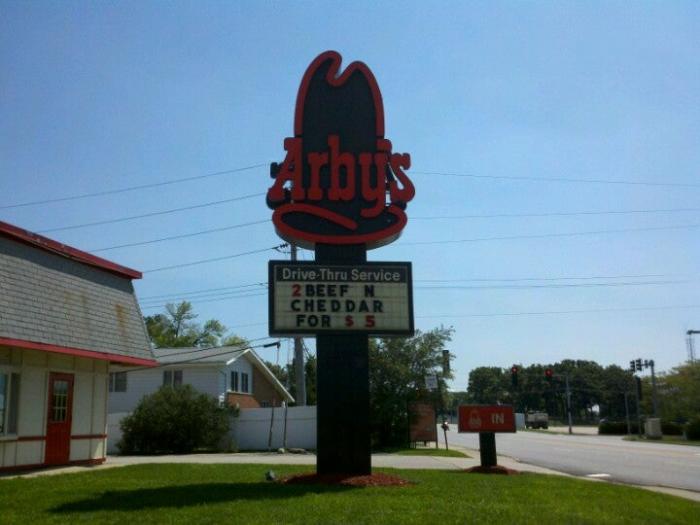 Arby's
Drive-Thru Service
2 BEEF N
CHEDDAR
FOR $ 5
IN